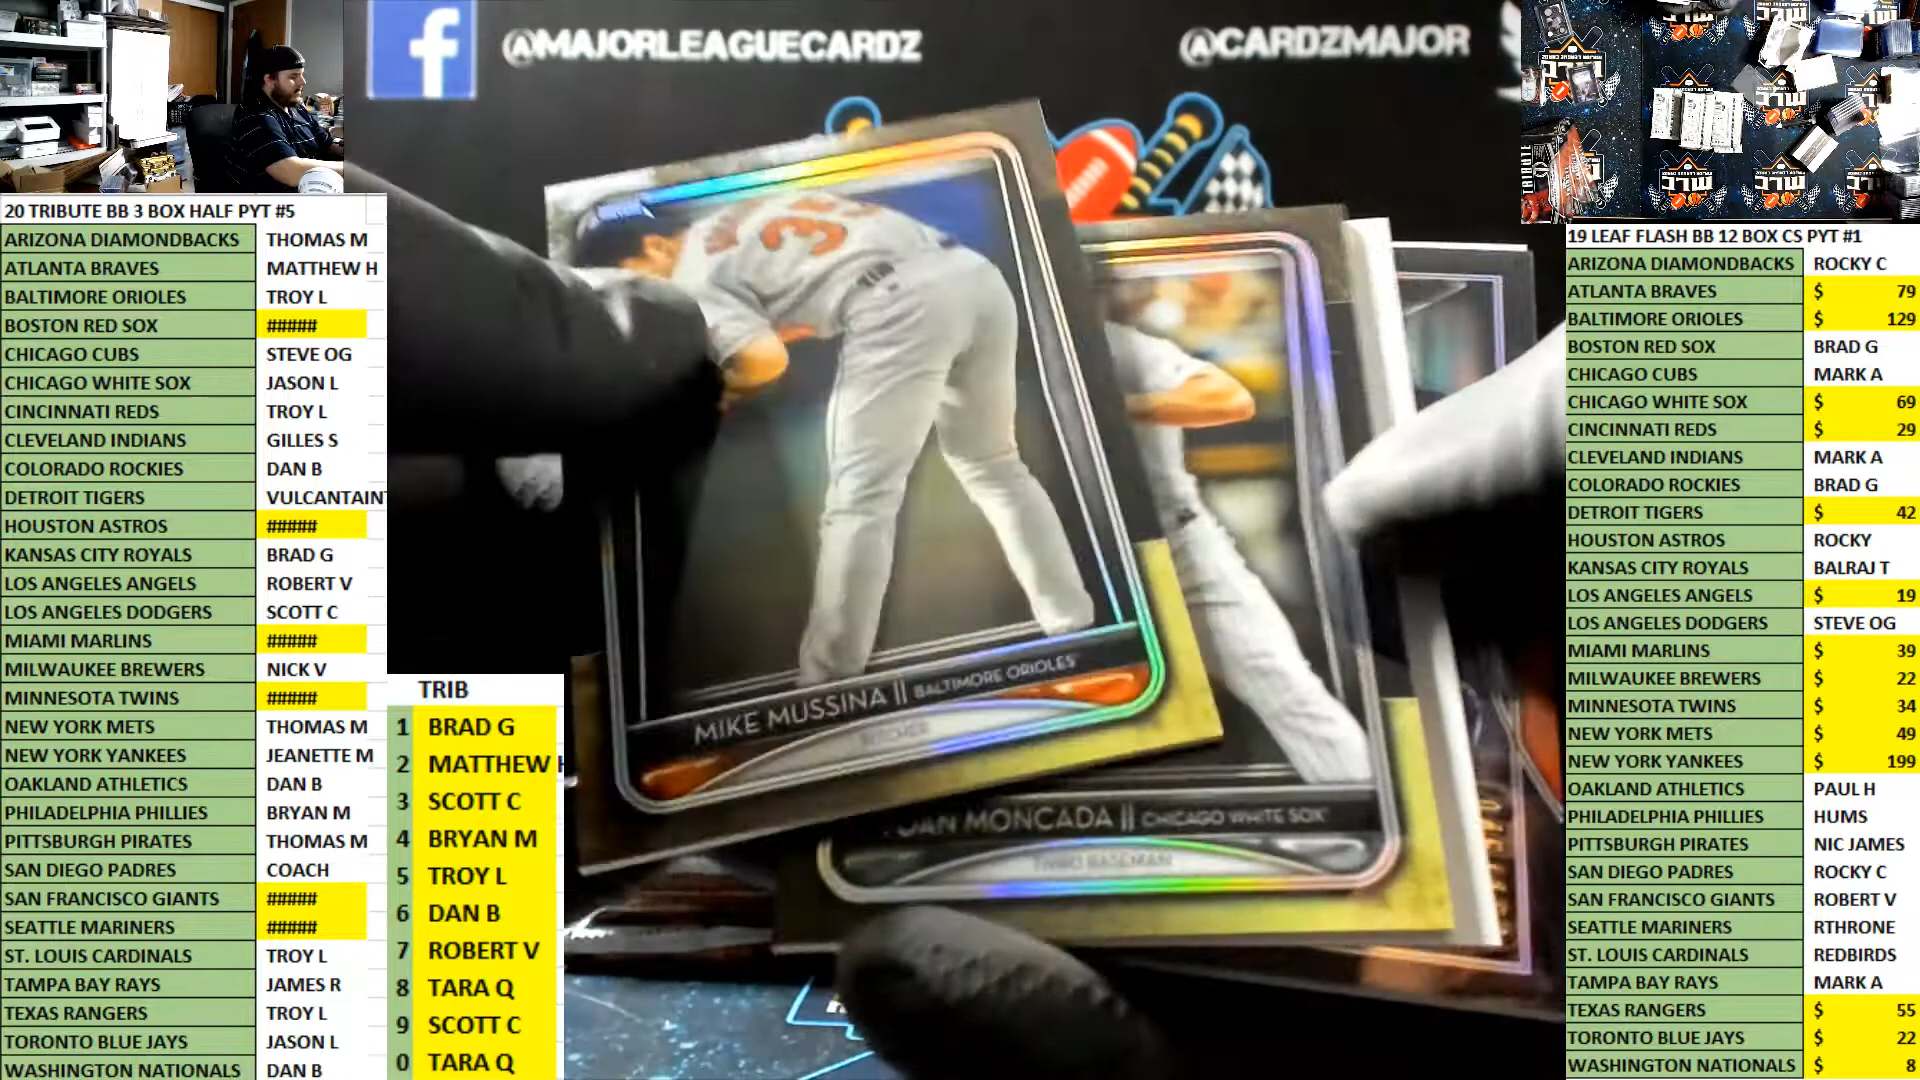 @MAJORLEAGUECARDZ
@CARDZMAJOR
20 TRIBUTE BB 3 BOX HALF PYT #5
ARIZONA DIAMONDBACKS THOMAS M
ATLANTA BRAVES MATTHEW H
BALTIMORE ORIOLES TROY L
BOSTON RED SOX #####
CHICAGO CUBS STEVE OG
CHICAGO WHITE SOX JASON L
CINCINNATI REDS TROY L
CLEVELAND INDIANS GILLES S
COLORADO ROCKIES DAN B
DETROIT TIGERS VULCANTAIN
HOUSTON ASTROS #####
KANSAS CITY ROYALS BRAD G
LOS ANGELES ANGELS ROBERT V
LOS ANGELES DODGERS SCOTT C
MIAMI MARLINS #####
MILWAUKEE BREWERS NICK V
MINNESOTA TWINS #####
NEW YORK METS THOMAS M
NEW YORK YANKEES JEANETTE M
OAKLAND ATHLETICS DAN B
PHILADELPHIA PHILLIES BRYAN M
PITTSBURGH PIRATES THOMAS M
SAN DIEGO PADRES COACH
SAN FRANCISCO GIANTS #####
SEATTLE MARINERS #####
ST. LOUIS CARDINALS TROY L
TAMPA BAY RAYS JAMES R
TEXAS RANGERS TROY L
TORONTO BLUE JAYS JASON L
WASHINGTON NATIONALS DAN B
TRIB
1 BRAD G
2 MATTHEW H
3 SCOTT C
4 BRYAN M
5 TROY L
6 DAN B
7 ROBERT V
8 TARA Q
9 SCOTT C
0 TARA Q
MIKE MUSSINA || BALTIMORE ORIOLES
PITCHER
MONCADA || CHICAGO WHITE SOX
THIRD BASEMAN
TRIBUTE
19 LEAF FLASH BB 12 BOX CS PYT #1
ARIZONA DIAMONDBACKS ROCKY C
ATLANTA BRAVES $ 79
BALTIMORE ORIOLES $ 129
BOSTON RED SOX BRAD G
CHICAGO CUBS MARK A
CHICAGO WHITE SOX $ 69
CINCINNATI REDS $ 29
CLEVELAND INDIANS MARK A
COLORADO ROCKIES BRAD G
DETROIT TIGERS $ 42
HOUSTON ASTROS ROCKY
KANSAS CITY ROYALS BALRAJ T
LOS ANGELES ANGELS $ 19
LOS ANGELES DODGERS STEVE OG
MIAMI MARLINS $ 39
MILWAUKEE BREWERS $ 22
MINNESOTA TWINS $ 34
NEW YORK METS $ 49
NEW YORK YANKEES $ 199
OAKLAND ATHLETICS PAUL H
PHILADELPHIA PHILLIES HUMS
PITTSBURGH PIRATES NIC JAMES
SAN DIEGO PADRES ROCKY C
SAN FRANCISCO GIANTS ROBERT V
SEATTLE MARINERS RTHRONE
ST. LOUIS CARDINALS REDBIRDS
TAMPA BAY RAYS MARK A
TEXAS RANGERS $ 55
TORONTO BLUE JAYS $ 22
WASHINGTON NATIONALS $ 8